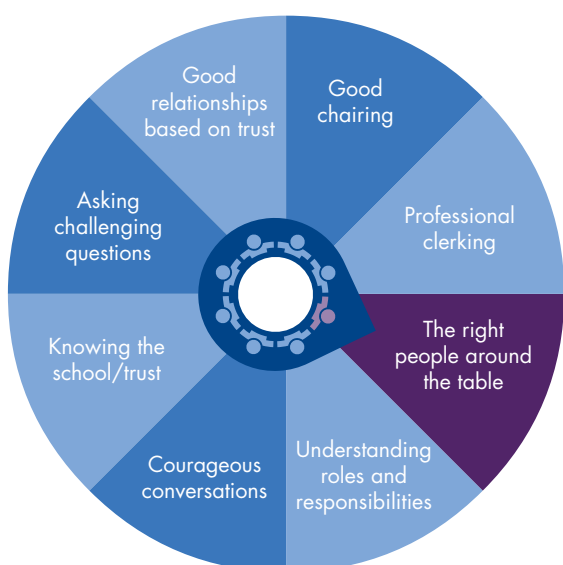 Good
relationships
based on trust
Good
chairing
Professional
clerking
The right
people around
the table
Understanding
roles and
responsibilities
Courageous
conversations
Knowing the
school/trust
Asking
challenging
questions